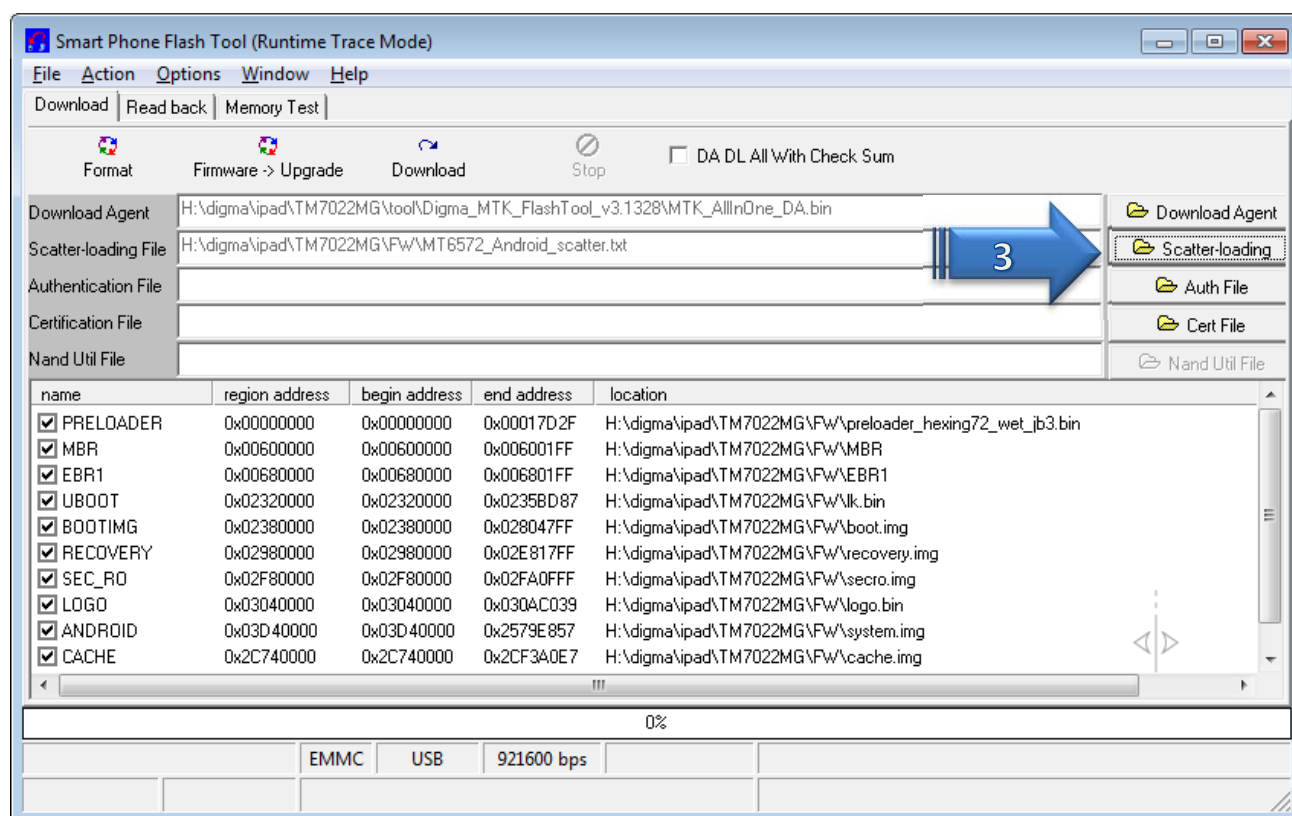 Smart Phone Flash Tool (Runtime Trace Mode)
File Action Options Window Help
Download Read back Memory Test
Format Firmware -> Upgrade Download Stop DA DL All With Check Sum
Download Agent H:\digma\ipad\TM7022MG\tool\Digma_MTK_FlashTool_v3.1328\MTK_AllInOne_DA.bin Download Agent
Scatter-loading File H:\digma\ipad\TM7022MG\FW\MT6572_Android_scatter.txt 3 Scatter-loading
Authentication File Auth File
Certification File Cert File
Nand Util File Nand Util File
name region address begin address end address location
PRELOADER 0x00000000 0x00000000 0x00017D2F H:\digma\ipad\TM7022MG\FW\preloader_hexing72_wet_jb3.bin
MBR 0x00600000 0x00600000 0x006001FF H:\digma\ipad\TM7022MG\FW\MBR
EBR1 0x00680000 0x00680000 0x006801FF H:\digma\ipad\TM7022MG\FW\EBR1
UBOOT 0x02320000 0x02320000 0x0235BD87 H:\digma\ipad\TM7022MG\FW\lk.bin
BOOTIMG 0x02380000 0x02380000 0x028047FF H:\digma\ipad\TM7022MG\FW\boot.img
RECOVERY 0x02980000 0x02980000 0x02E817FF H:\digma\ipad\TM7022MG\FW\recovery.img
SEC_RO 0x02F80000 0x02F80000 0x02FA0FFF H:\digma\ipad\TM7022MG\FW\secro.img
LOGO 0x03040000 0x03040000 0x030AC039 H:\digma\ipad\TM7022MG\FW\logo.bin
ANDROID 0x03D40000 0x03D40000 0x2579E857 H:\digma\ipad\TM7022MG\FW\system.img
CACHE 0x2C740000 0x2C740000 0x2CF3A0E7 H:\digma\ipad\TM7022MG\FW\cache.img
0%
EMMC USB 921600 bps